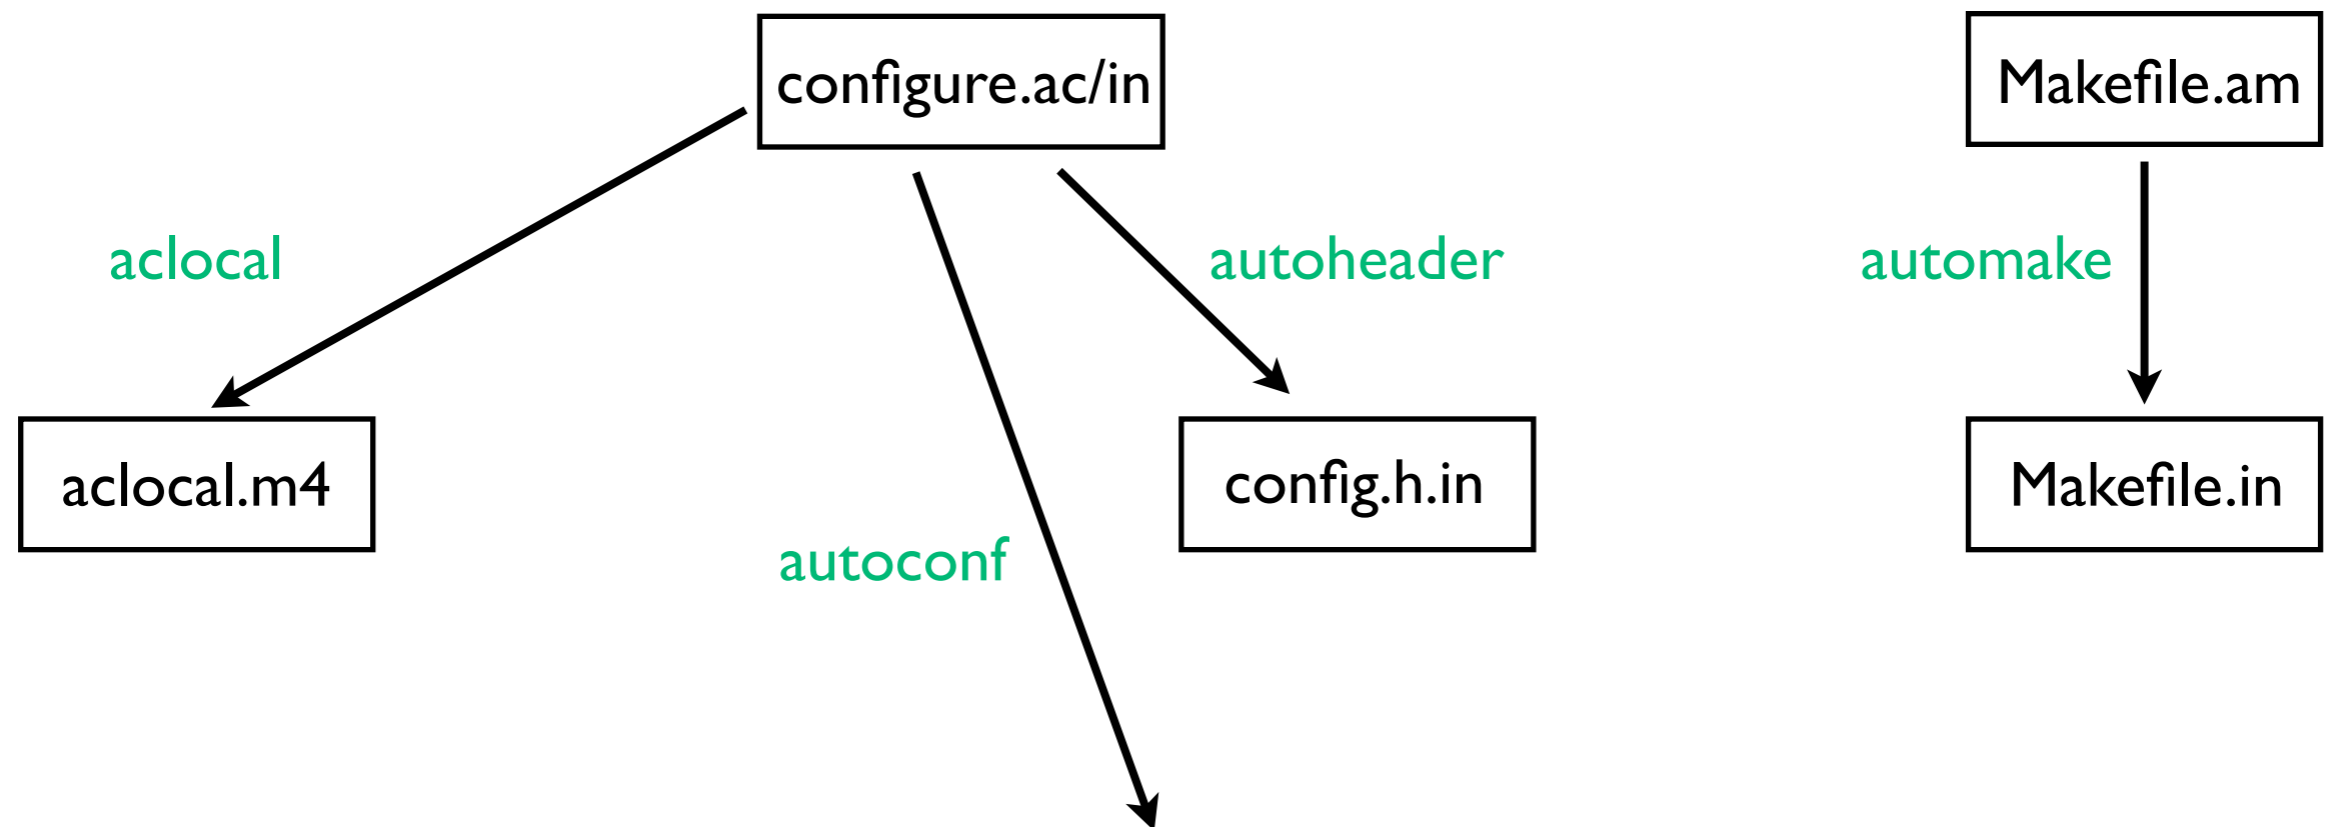 configure.ac/in
Makefile.am
aclocal
autoheader
automake
aclocal.m4
config.h.in
Makefile.in
autoconf